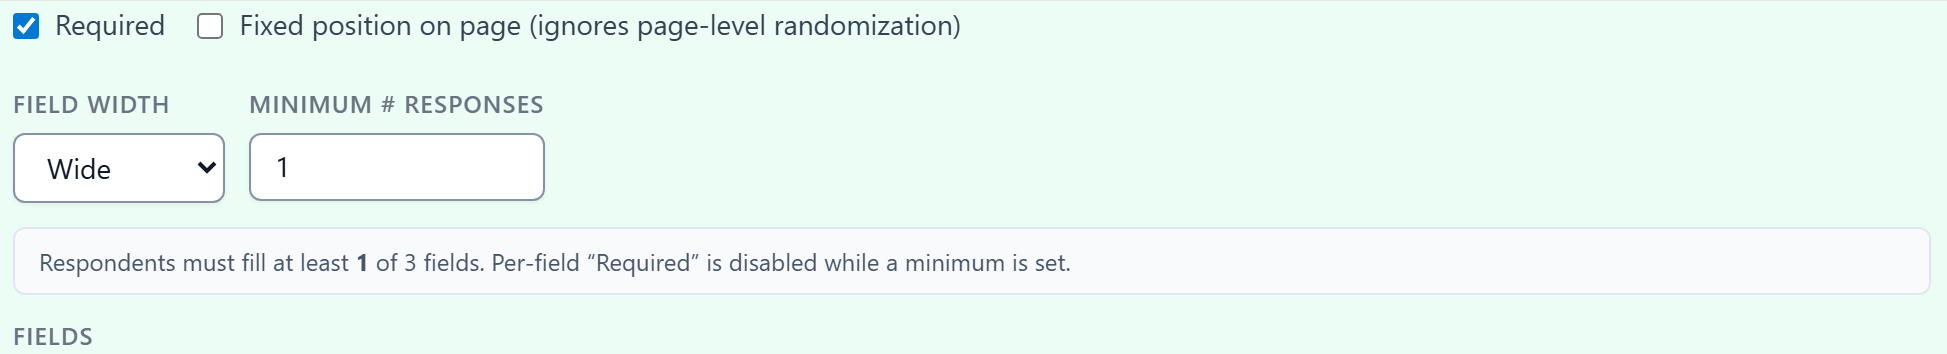 Required Fixed position on page (ignores page-level randomization)
FIELD WIDTH MINIMUM # RESPONSES
Wide 1
Respondents must fill at least 1 of 3 fields. Per-field “Required” is disabled while a minimum is set.
FIELDS